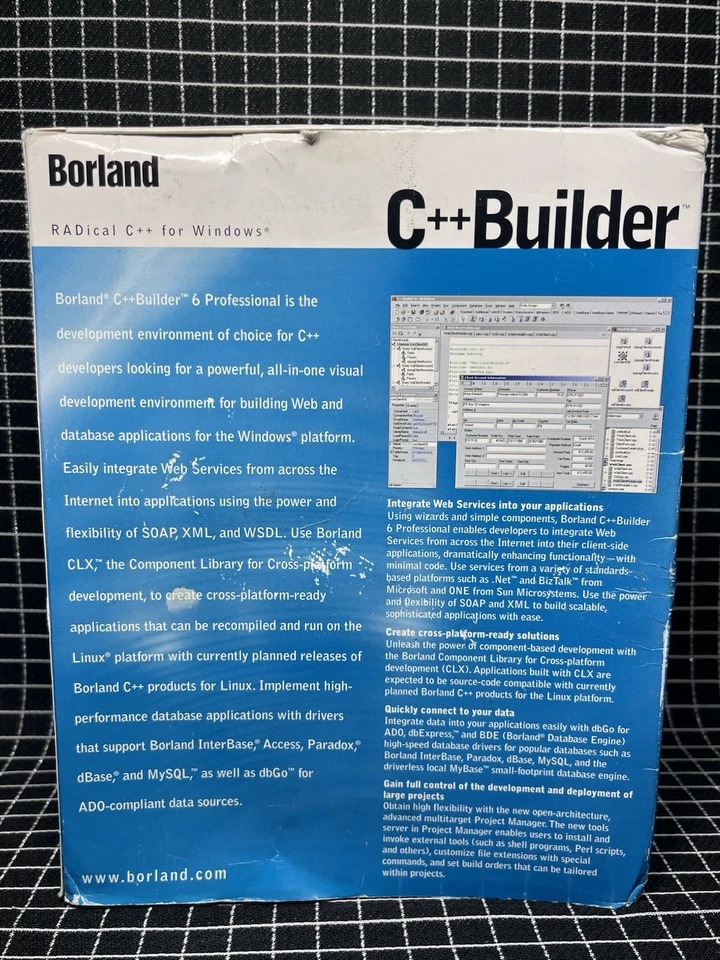 Borland
RADical C++ for Windows®
C++Builder™
Borland® C++Builder™ 6 Professional is the
development environment of choice for C++
developers looking for a powerful, all-in-one visual
development environment for building Web and
database applications for the Windows® platform.
Easily integrate Web Services from across the
Internet into applications using the power and
flexibility of SOAP, XML, and WSDL. Use Borland
CLX,™ the Component Library for Cross-platform
development, to create cross-platform-ready
applications that can be recompiled and run on the
Linux® platform with currently planned releases of
Borland C++ products for Linux. Implement high-
performance database applications with drivers
that support Borland InterBase,® Access, Paradox,®
dBase,® and MySQL,™ as well as dbGo™ for
ADO-compliant data sources.
www.borland.com
Integrate Web Services into your applications
Using wizards and simple components, Borland C++Builder
6 Professional enables developers to integrate Web
Services from across the Internet into their client-side
applications, dramatically enhancing functionality—with
minimal code. Use services from a variety of standards-
based platforms such as .Net™ and BizTalk™ from
Microsoft and ONE from Sun Microsystems. Use the power
and flexibility of SOAP and XML to build scalable,
sophisticated applications with ease.
Create cross-platform-ready solutions
Unleash the power of component-based development with
the Borland Component Library for Cross-platform
development (CLX). Applications built with CLX are
expected to be source-code compatible with currently
planned Borland C++ products for the Linux platform.
Quickly connect to your data
Integrate data into your applications easily with dbGo for
ADO, dbExpress,™ and BDE (Borland® Database Engine)
high-speed database drivers for popular databases such as
Borland InterBase, Paradox, dBase, MySQL, and the
driverless local MyBase™ small-footprint database engine.
Gain full control of the development and deployment of
large projects
Obtain high flexibility with the new open-architecture,
advanced multitarget Project Manager. The new tools
server in Project Manager enables users to install and
invoke external tools (such as shell programs, Perl scripts,
and others), customize file extensions with special
commands, and set build orders that can be tailored
within projects.